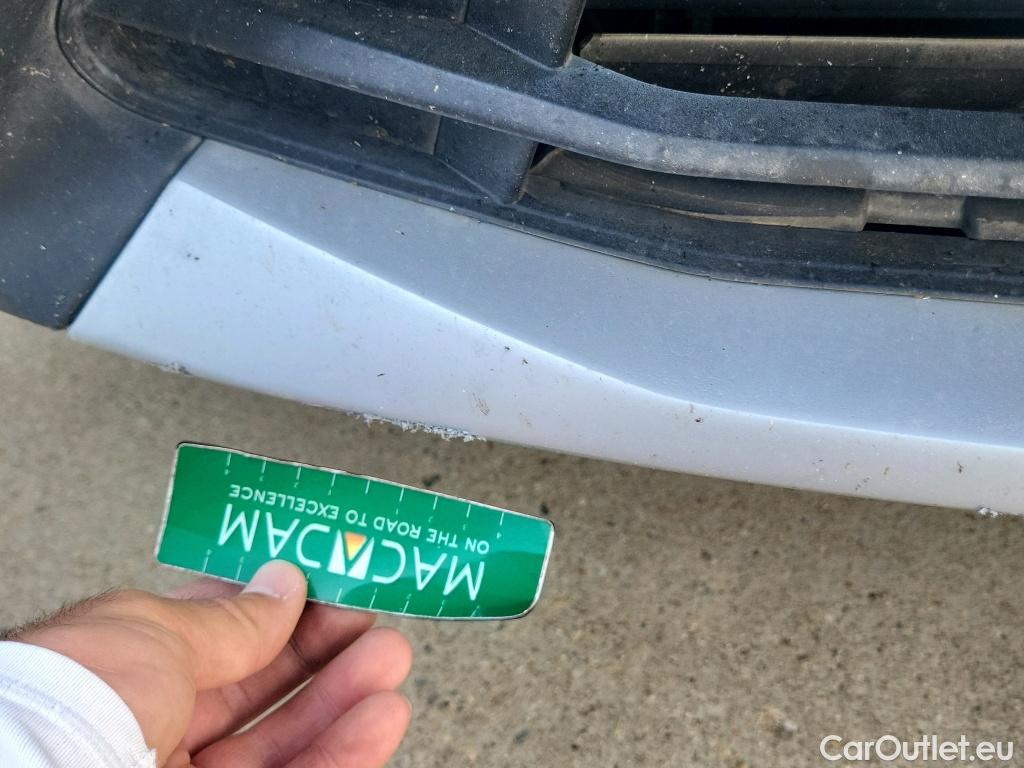 MACADAM
ON THE ROAD TO EXCELLENCE
CarOutlet.eu